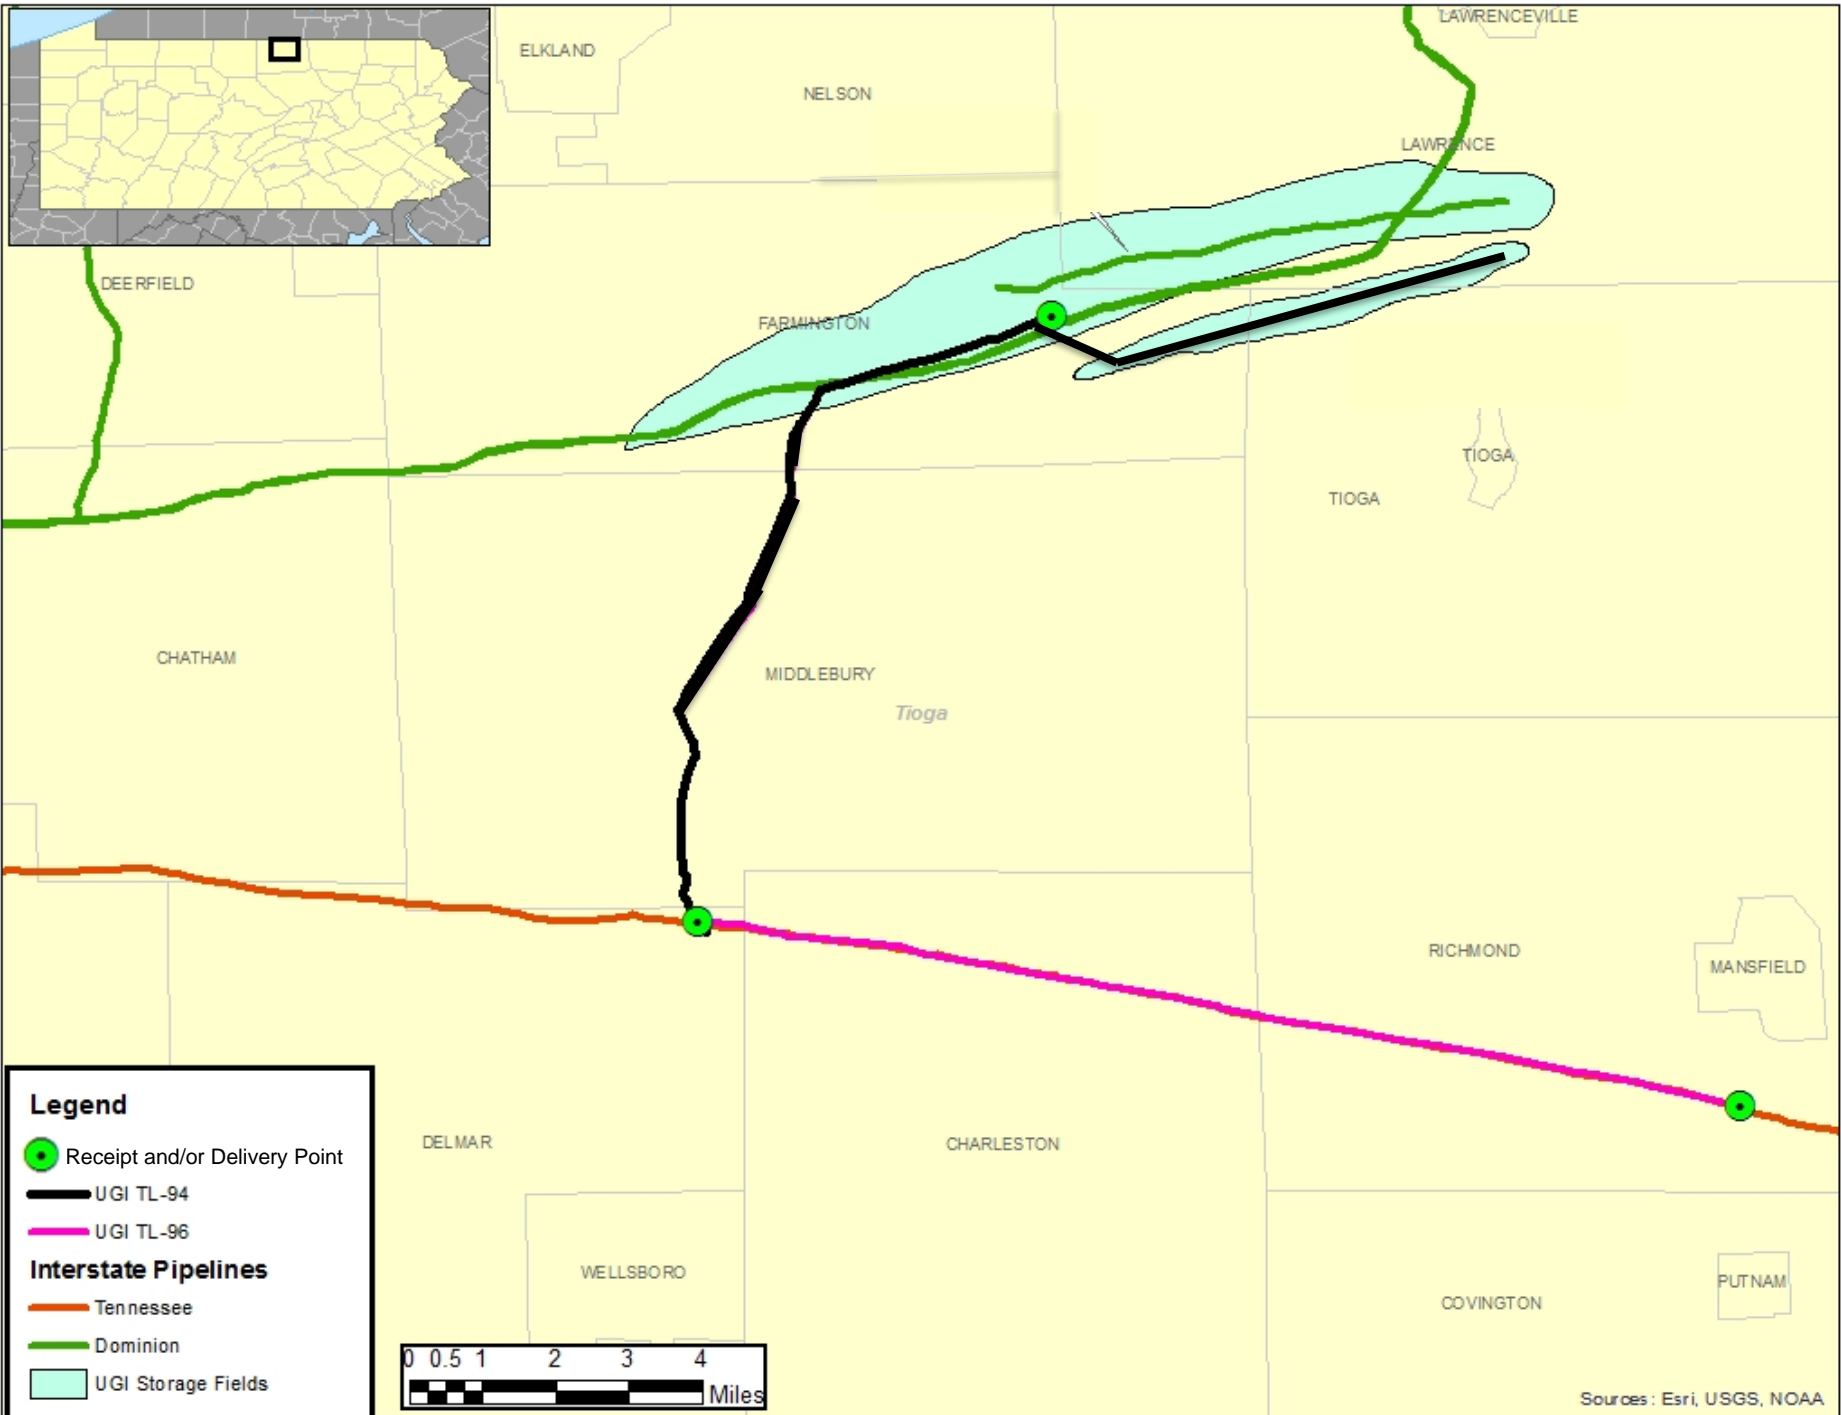 LAWRENCEVILLE
ELKLAND
NELSON
LAWRENCE
DEERFIELD
FARMINGTON
TIOGA
TIOGA
CHATHAM
MIDDLEBURY
Tioga
RICHMOND
MANSFIELD
DELMAR
CHARLESTON
WELLSBORO
PUTNAM
COVINGTON
Legend
Receipt and/or Delivery Point
UGI TL-94
UGI TL-96
Interstate Pipelines
Tennessee
Dominion
UGI Storage Fields
0 0.5 1 2 3 4
Miles
Sources: Esri, USGS, NOAA